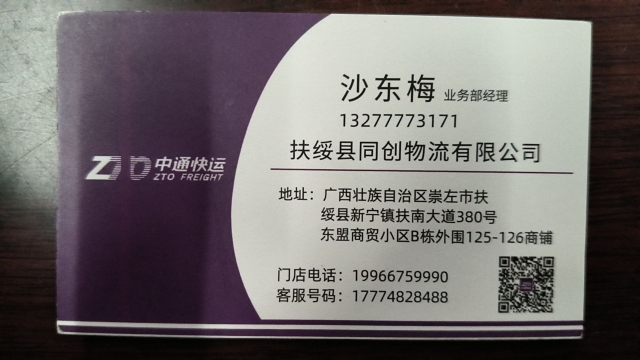 中通快运
ZTO FREIGHT
沙东梅 业务部经理
13277773171
扶绥县同创物流有限公司
地址：广西壮族自治区崇左市扶
绥县新宁镇扶南大道380号
东盟商贸小区B栋外围125-126商铺
门店电话：19966759990
客服号码：17774828488